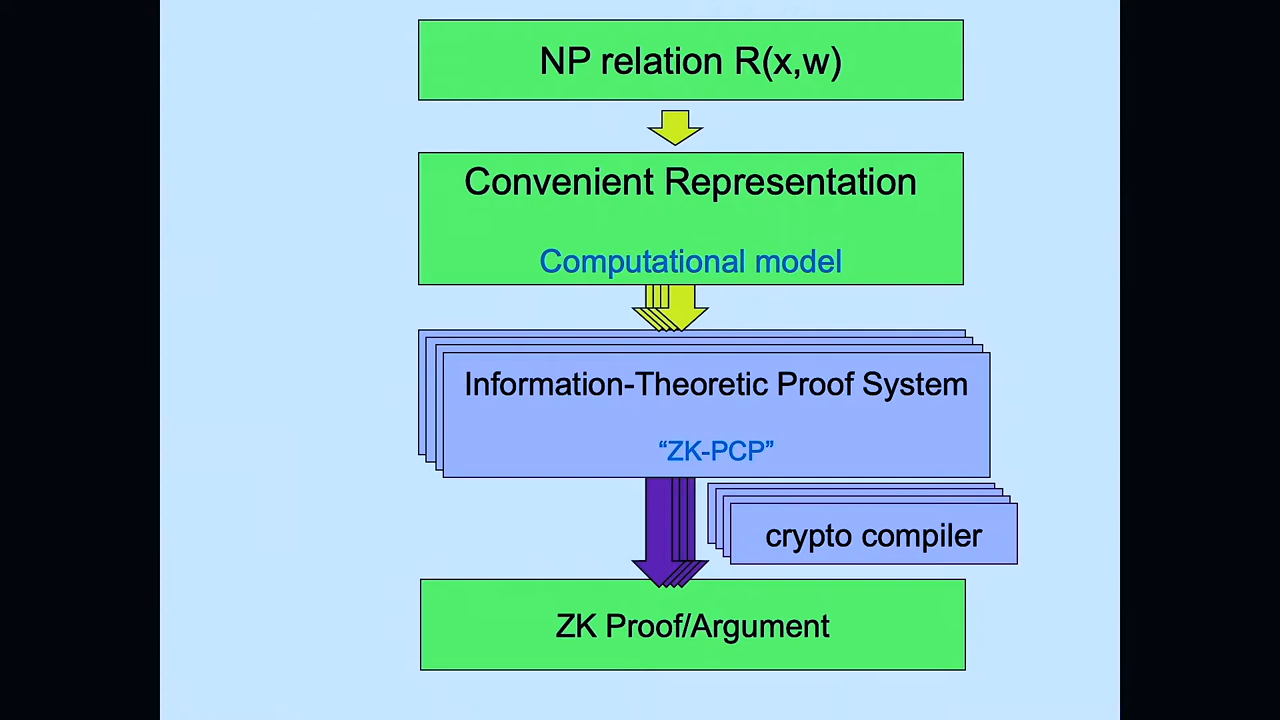 NP relation R(x,w)
Convenient Representation
Computational model
Information-Theoretic Proof System
“ZK-PCP”
crypto compiler
ZK Proof/Argument